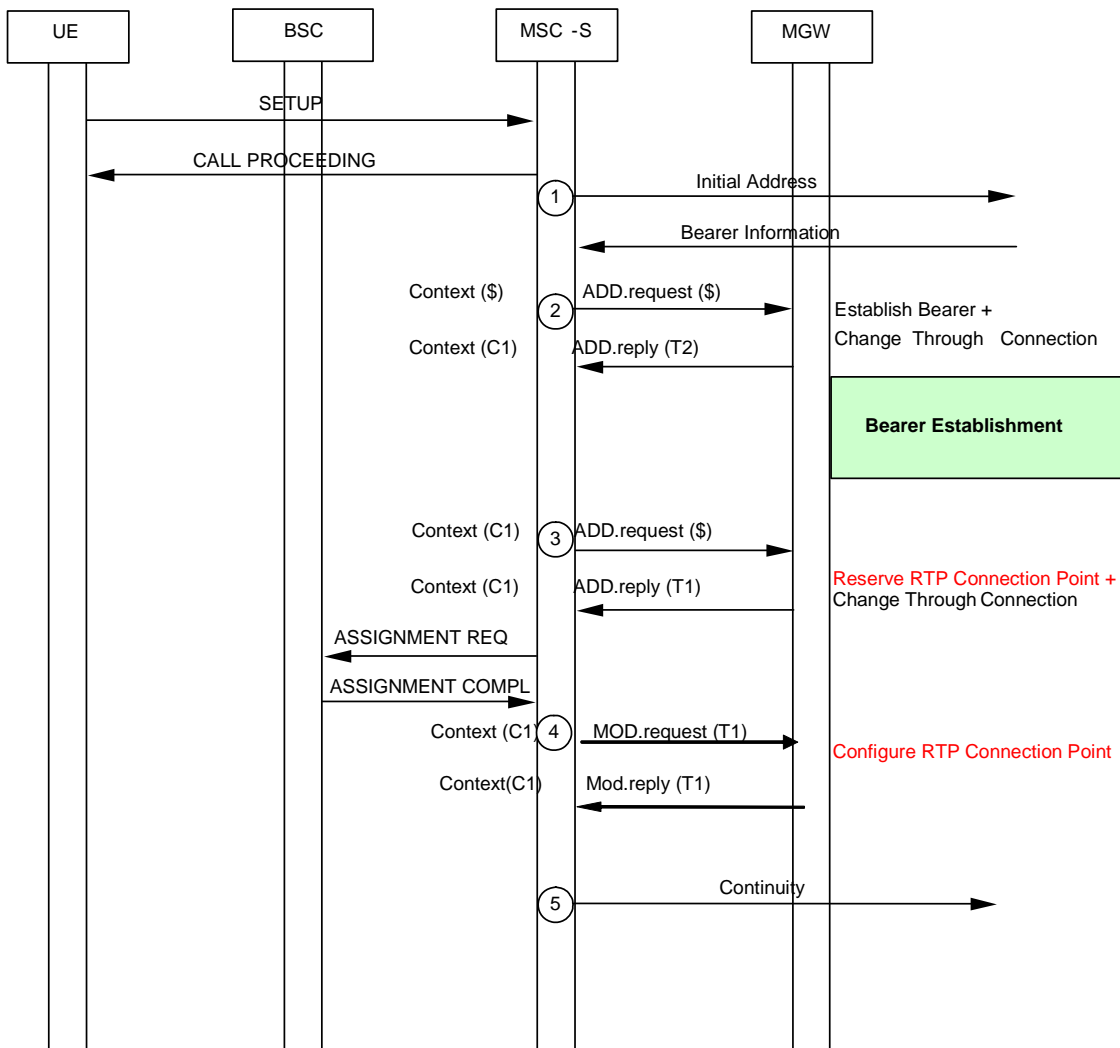 UE
BSC
MSC -S
MGW
SETUP
CALL PROCEEDING
1
Initial Address
Bearer Information
Context ($)
2
ADD.request ($)
Establish Bearer +
Change Through Connection
Context (C1)
ADD.reply (T2)
Bearer Establishment
Context (C1)
3
ADD.request ($)
Context (C1)
ADD.reply (T1)
Reserve RTP Connection Point +
Change Through Connection
ASSIGNMENT REQ
ASSIGNMENT COMPL
Context (C1)
4
MOD.request (T1)
Configure RTP Connection Point
Context(C1)
Mod.reply (T1)
5
Continuity